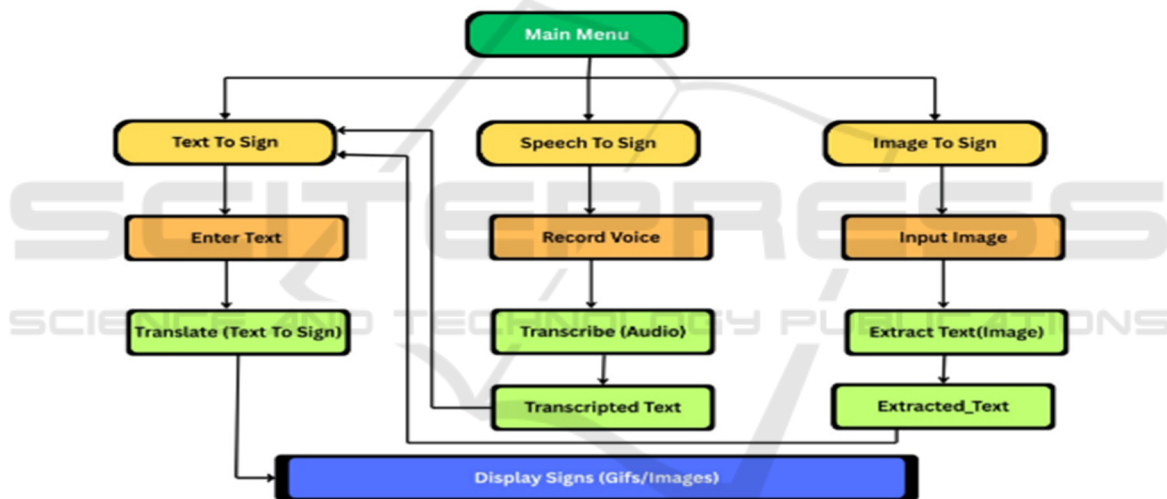 Main Menu
Text To Sign
Speech To Sign
Image To Sign
Enter Text
Record Voice
Input Image
Translate (Text To Sign)
Transcribe (Audio)
Extract Text(Image)
Transcripted Text
Extracted_Text
Display Signs (Gifs/Images)
SCITEPRESS
SCIENCE AND TECHNOLOGY PUBLICATIONS